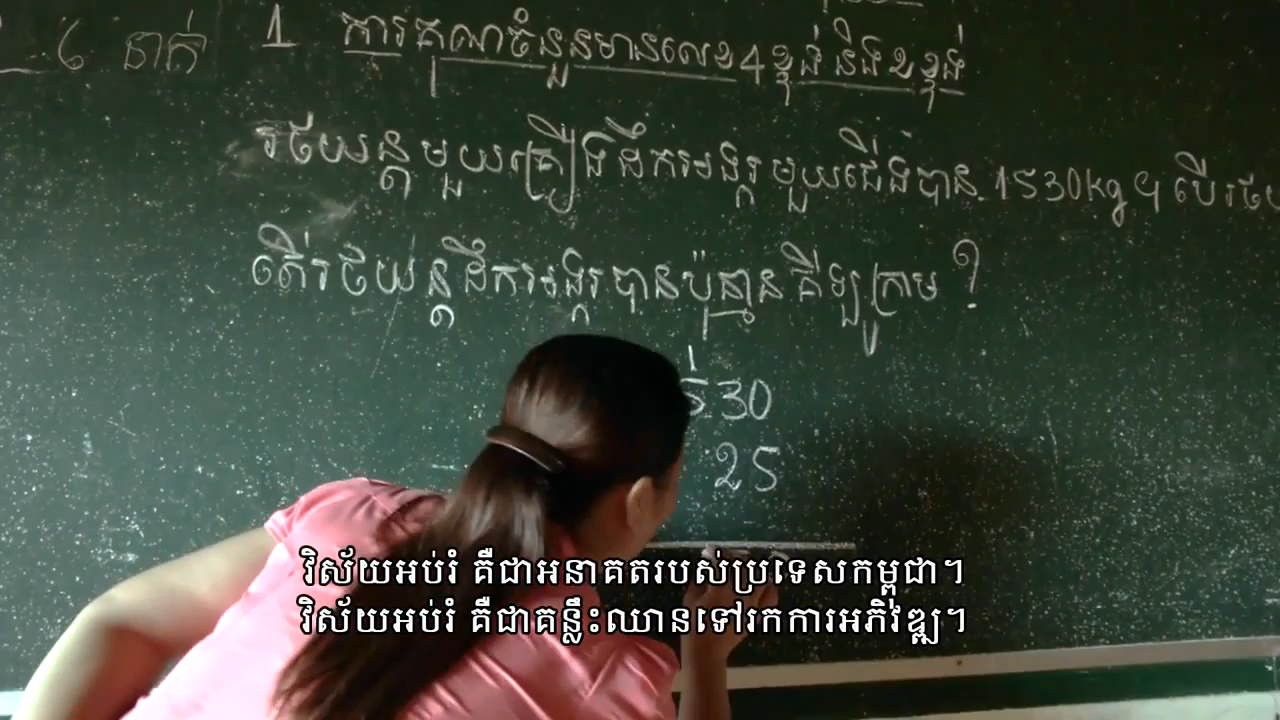 ៤ នាក់
1 ការគុណចំនួនមានលេខ4ខ្ទង់ និង២ខ្ទង់
រថយន្តមួយគ្រឿងដឹកអង្ករមួយជើងបាន 1530kg ។ បើរថយ
តើរថយន្តដឹកអង្ករបានប៉ុន្មានគីឡូក្រាម ?
530
25
វិស័យអប់រំ គឺជាអនាគតរបស់ប្រទេសកម្ពុជា។
វិស័យអប់រំ គឺជាគន្លឹះឈានទៅរកការអភិវឌ្ឍ។